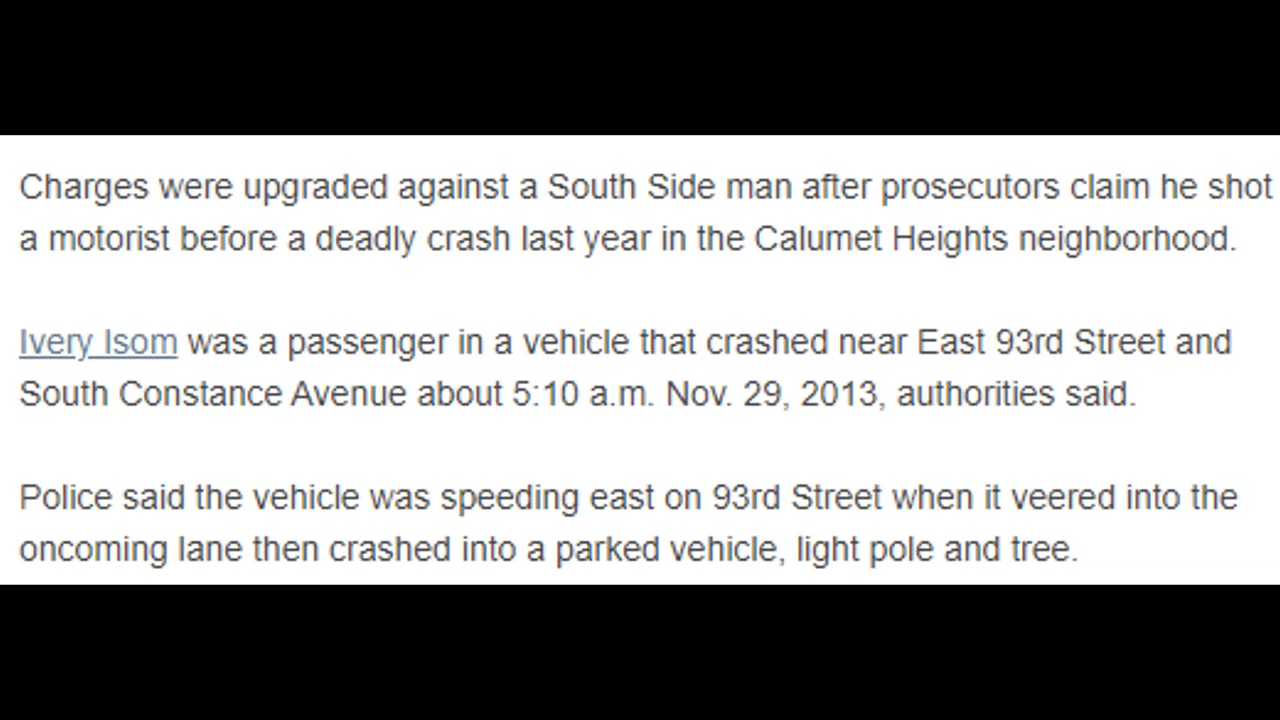 Charges were upgraded against a South Side man after prosecutors claim he shot
a motorist before a deadly crash last year in the Calumet Heights neighborhood.
Ivery Isom was a passenger in a vehicle that crashed near East 93rd Street and
South Constance Avenue about 5:10 a.m. Nov. 29, 2013, authorities said.
Police said the vehicle was speeding east on 93rd Street when it veered into the
oncoming lane then crashed into a parked vehicle, light pole and tree.